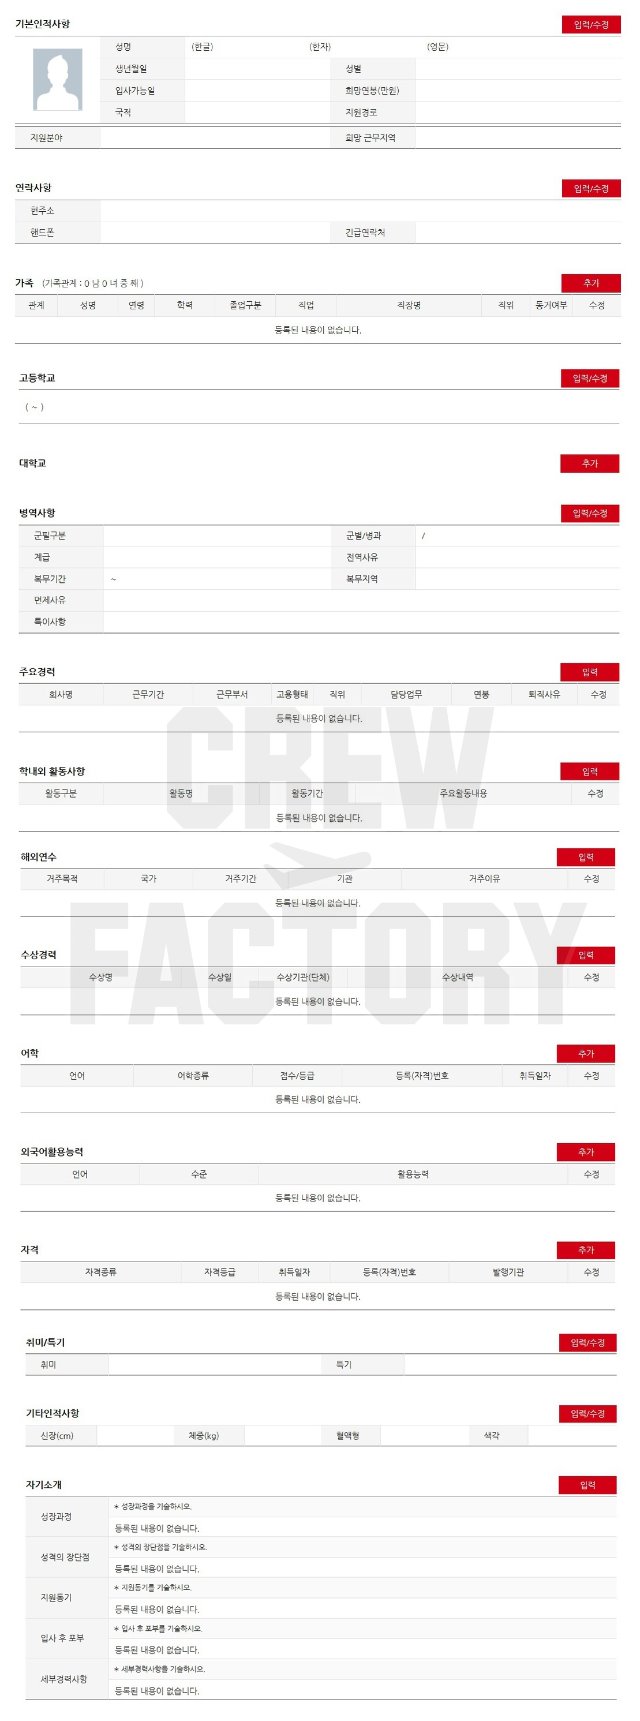 기본인적사항 입력/수정
성명 (한글) (한자) (영문)
생년월일 성별
입사가능일 희망연봉(만원)
국적 지원경로
지원분야 희망 근무지역
연락사항 입력/수정
현주소
핸드폰 긴급연락처
가족 (가족관계 : 0 남 0 녀 중 째 ) 추가
관계 성명 연령 학력 졸업구분 직업 직장명 직위 동거여부 수정
등록된 내용이 없습니다.
고등학교 입력/수정
( ~ )
대학교 추가
병역사항 입력/수정
군필구분 군별/병과 /
계급 전역사유
복무기간 ~ 복무지역
면제사유
특이사항
주요경력 입력
회사명 근무기간 근무부서 고용형태 직위 담당업무 연봉 퇴직사유 수정
등록된 내용이 없습니다.
CREW
학내외 활동사항 입력
활동구분 활동명 활동기간 주요활동내용 수정
등록된 내용이 없습니다.
해외연수 입력
거주목적 국가 거주기간 기관 거주이유 수정
등록된 내용이 없습니다.
FACTORY
수상경력 입력
수상명 수상일 수상기관(단체) 수상내역 수정
등록된 내용이 없습니다.
어학 추가
언어 어학종류 점수/등급 등록(자격)번호 취득일자 수정
등록된 내용이 없습니다.
외국어활용능력 추가
언어 수준 활용능력 수정
등록된 내용이 없습니다.
자격 추가
자격종류 자격등급 취득일자 등록(자격)번호 발행기관 수정
등록된 내용이 없습니다.
취미/특기 입력/수정
취미 특기
기타인적사항 입력/수정
신장(cm) 체중(kg) 혈액형 색각
자기소개 입력
성장과정
* 성장과정을 기술하시오.
등록된 내용이 없습니다.
성격의 장단점
* 성격의 장단점을 기술하시오.
등록된 내용이 없습니다.
지원동기
* 지원동기를 기술하시오.
등록된 내용이 없습니다.
입사 후 포부
* 입사 후 포부를 기술하시오.
등록된 내용이 없습니다.
세부경력사항
* 세부경력사항을 기술하시오.
등록된 내용이 없습니다.